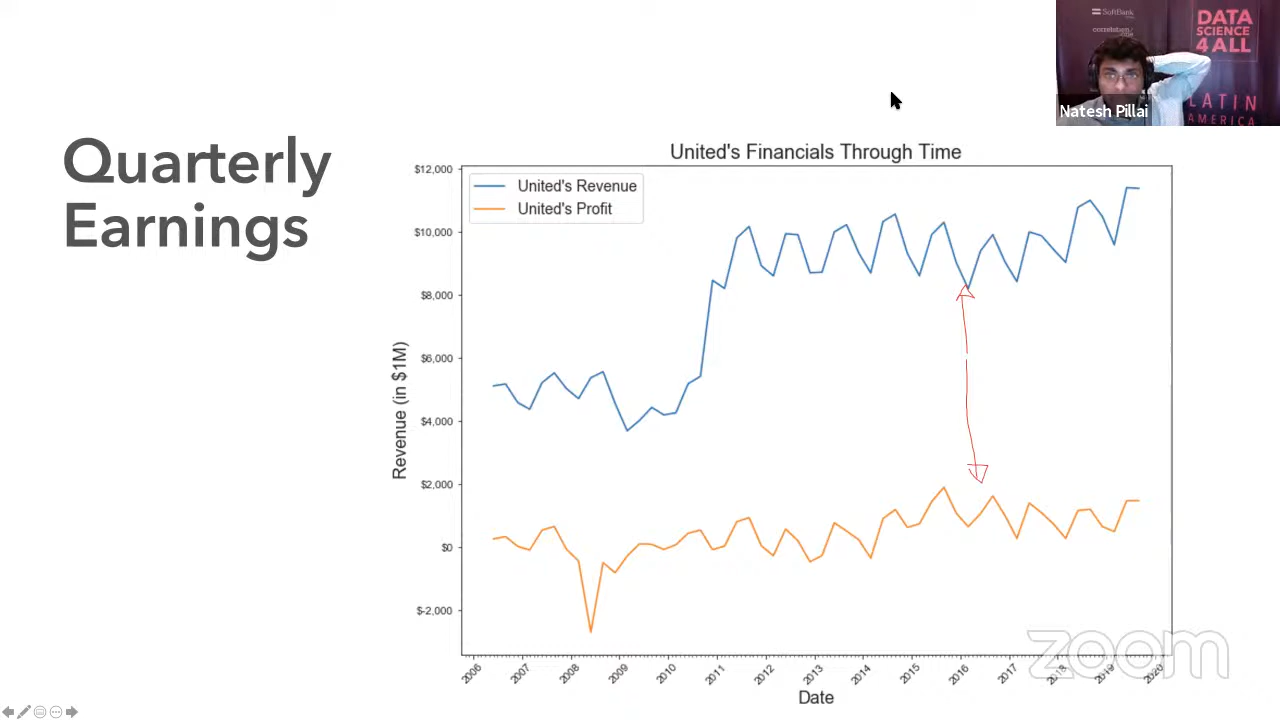 SoftBank
DATA
SCIENCE
4 ALL
LATIN
AMERICA
Natesh Pillai
Quarterly
Earnings
United's Financials Through Time
United's Revenue
United's Profit
$12,000
$10,000
$8,000
$6,000
$4,000
$2,000
$0
$-2,000
Revenue (in $1M)
2006 2007 2008 2009 2010 2011 2012 2013 2014 2015 2016 2017 2018 2019 2020
Date
zoom